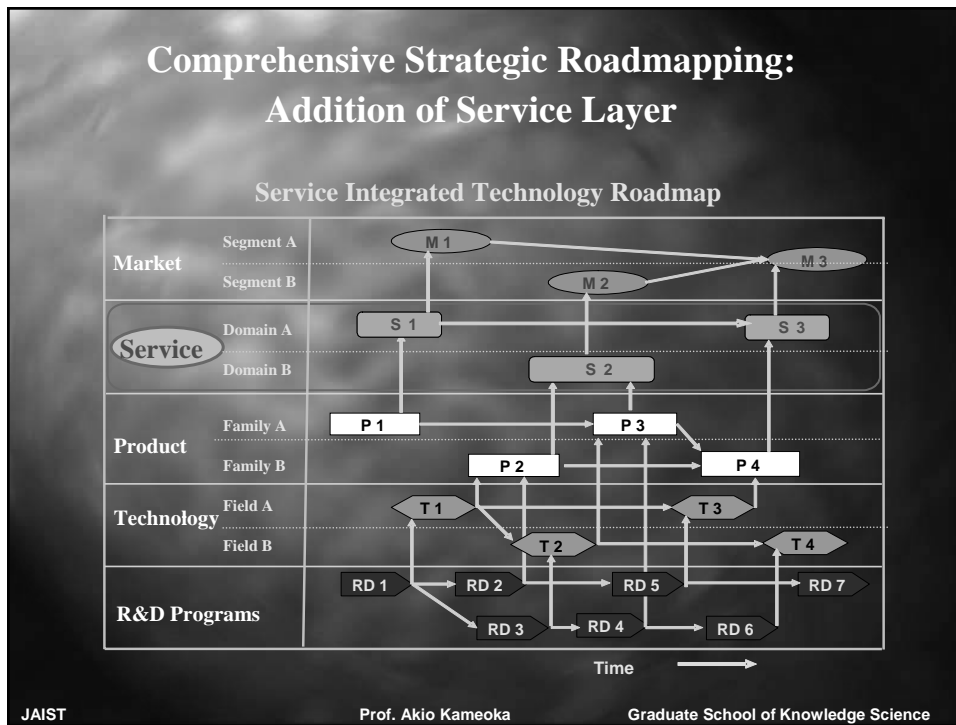 Comprehensive Strategic Roadmapping:
Addition of Service Layer
Service Integrated Technology Roadmap
Market
Segment A
M 1
M 3
Segment B
M 2
Service
Domain A
S 1
S 3
Domain B
S 2
Product
Family A
P 1
P 3
Family B
P 2
P 4
Technology
Field A
T 1
T 3
Field B
T 2
T 4
R&D Programs
RD 1
RD 2
RD 5
RD 7
RD 3
RD 4
RD 6
Time
JAIST
Prof. Akio Kameoka
Graduate School of Knowledge Science